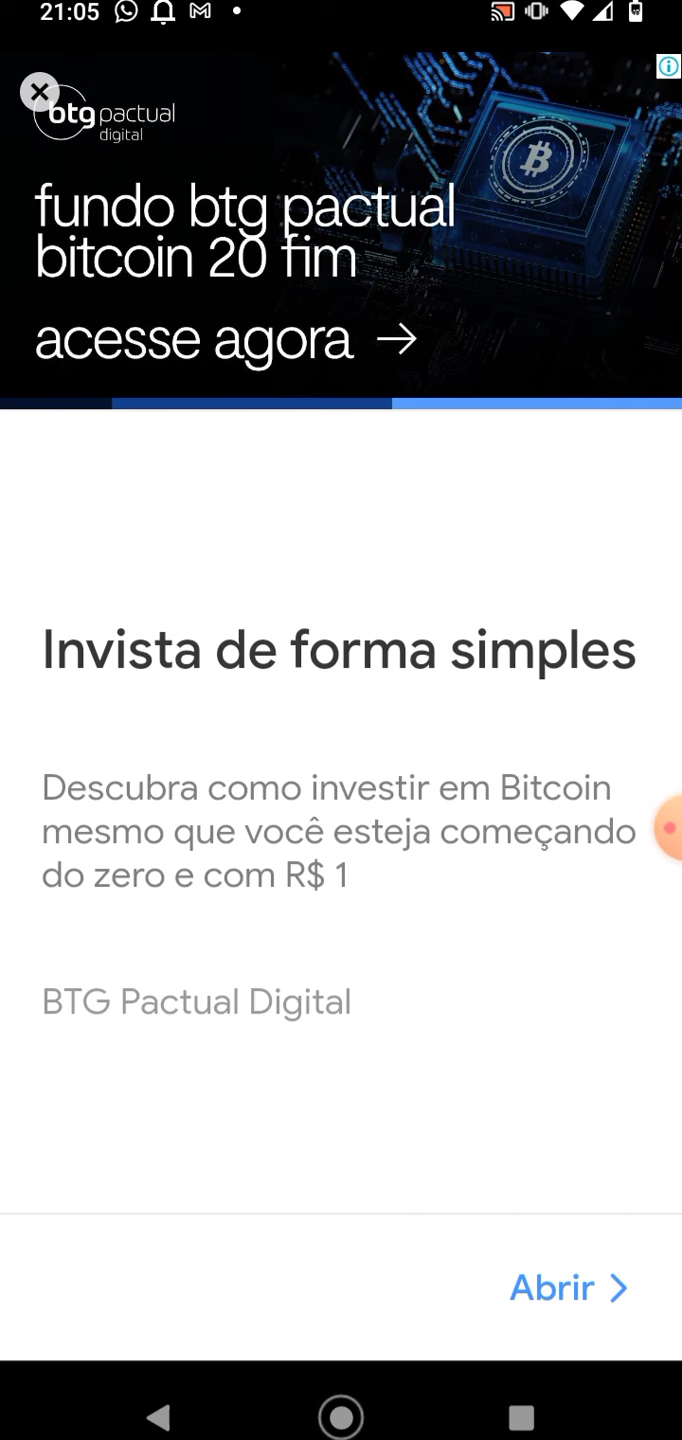 21:05
btg pactual
digital
fundo btg pactual
bitcoin 20 fim
acesse agora →
Invista de forma simples
Descubra como investir em Bitcoin
mesmo que você esteja começando
do zero e com R$ 1
BTG Pactual Digital
Abrir